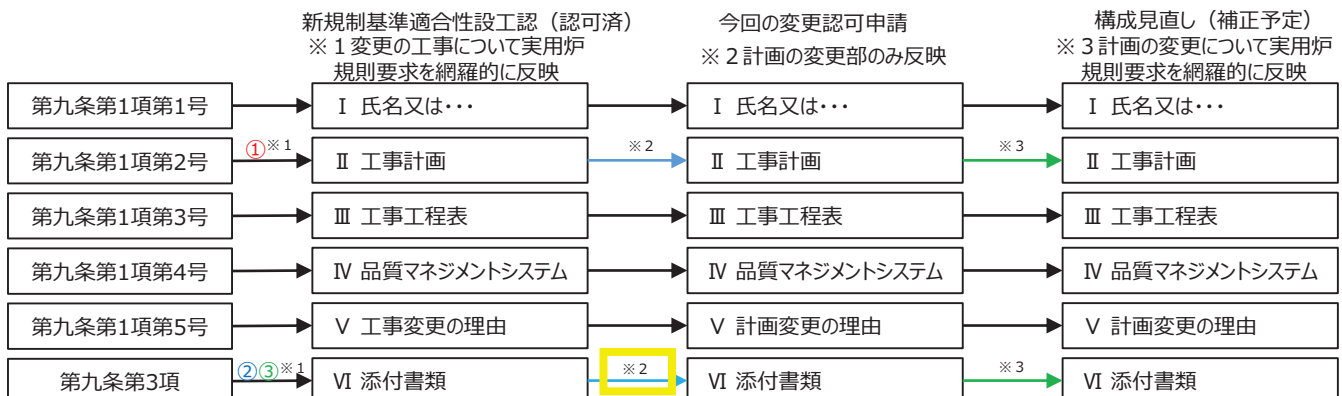 新規制基準適合性設工認（認可済）
※１変更の工事について実用炉
規則要求を網羅的に反映
今回の変更認可申請
※２計画の変更部のみ反映
構成見直し（補正予定）
※３計画の変更について実用炉
規則要求を網羅的に反映
第九条第1項第1号
Ⅰ 氏名又は・・・
Ⅰ 氏名又は・・・
Ⅰ 氏名又は・・・
第九条第1項第2号
①※１
Ⅱ 工事計画
※２
Ⅱ 工事計画
※３
Ⅱ 工事計画
第九条第1項第3号
Ⅲ 工事工程表
Ⅲ 工事工程表
Ⅲ 工事工程表
第九条第1項第4号
Ⅳ 品質マネジメントシステム
Ⅳ 品質マネジメントシステム
Ⅳ 品質マネジメントシステム
第九条第1項第5号
Ⅴ 工事変更の理由
Ⅴ 計画変更の理由
Ⅴ 計画変更の理由
第九条第3項
②③※１
Ⅵ 添付書類
※２
Ⅵ 添付書類
※３
Ⅵ 添付書類